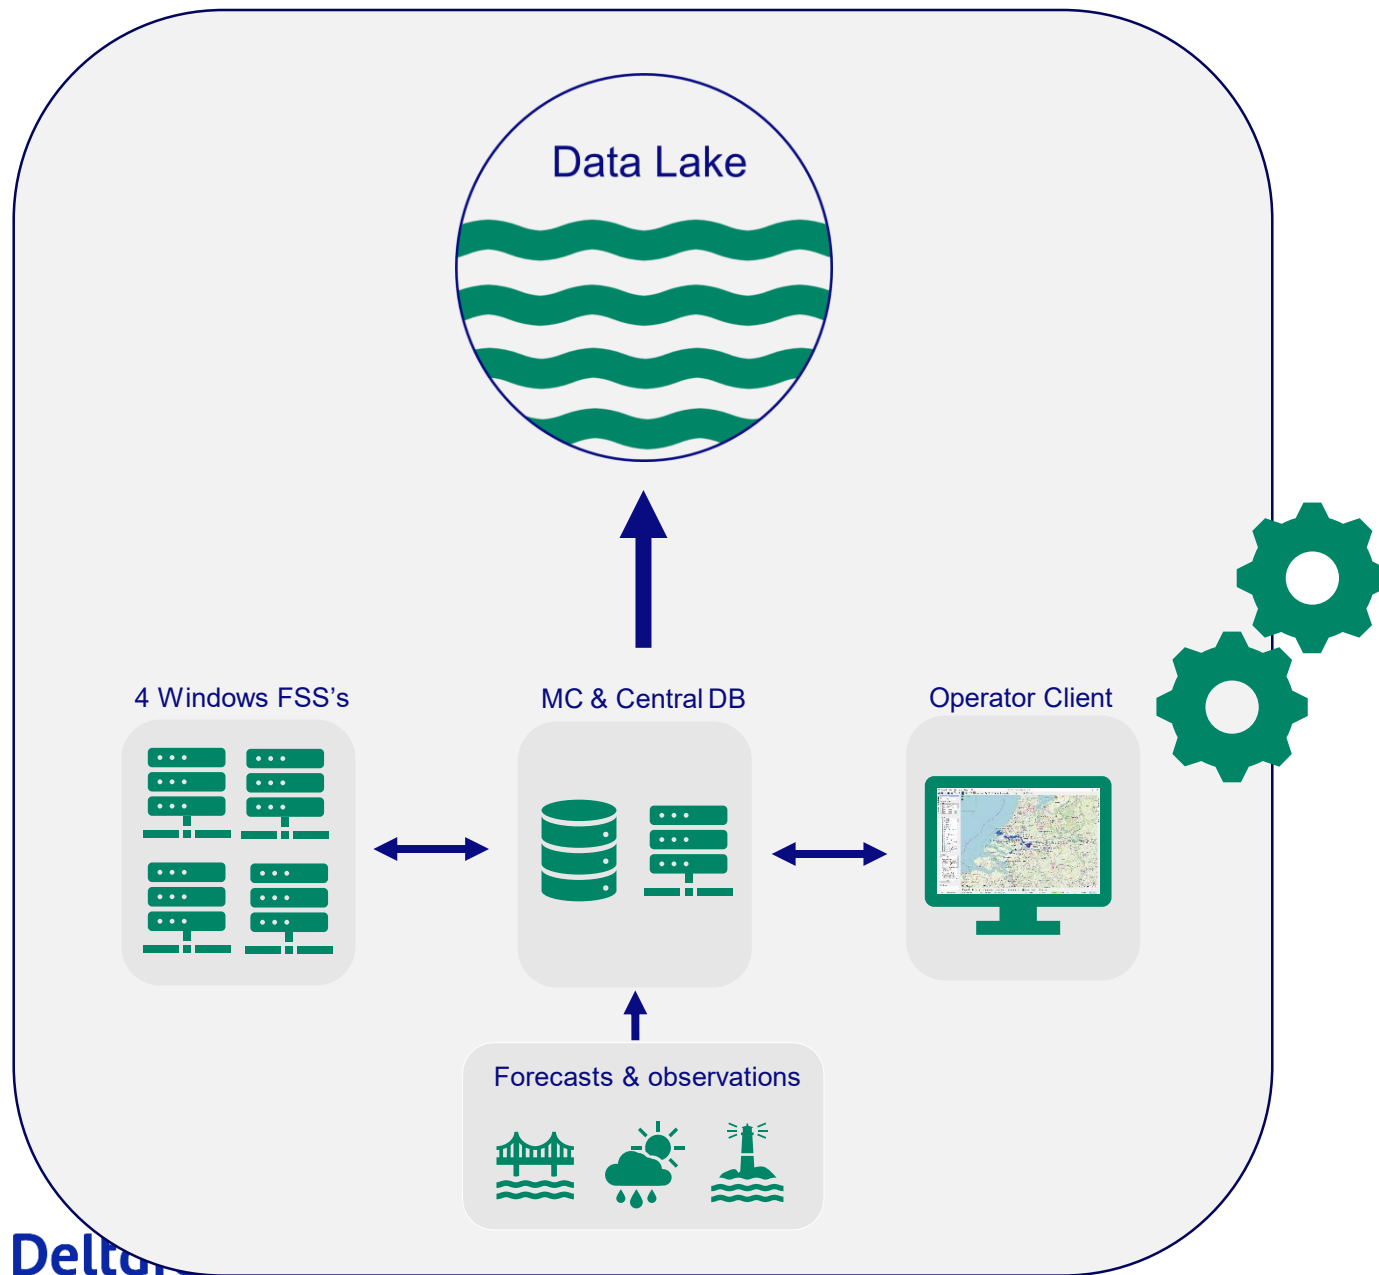 Data Lake
4 Windows FSS's
MC & Central DB
Operator Client
Forecasts & observations